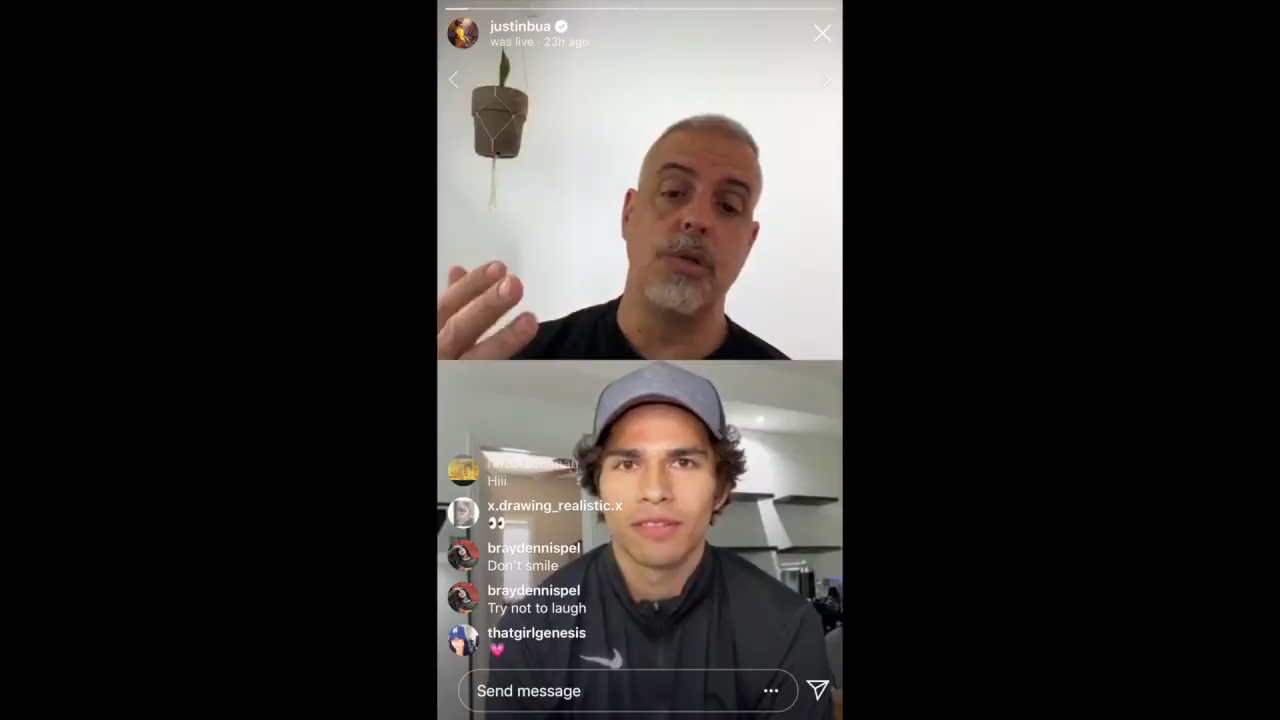 justinbua
was live · 23h ago
Hiii
x.drawing_realistic.x
👀
braydennispel
Don't smile
braydennispel
Try not to laugh
thatgirlgenesis
💗
Send message